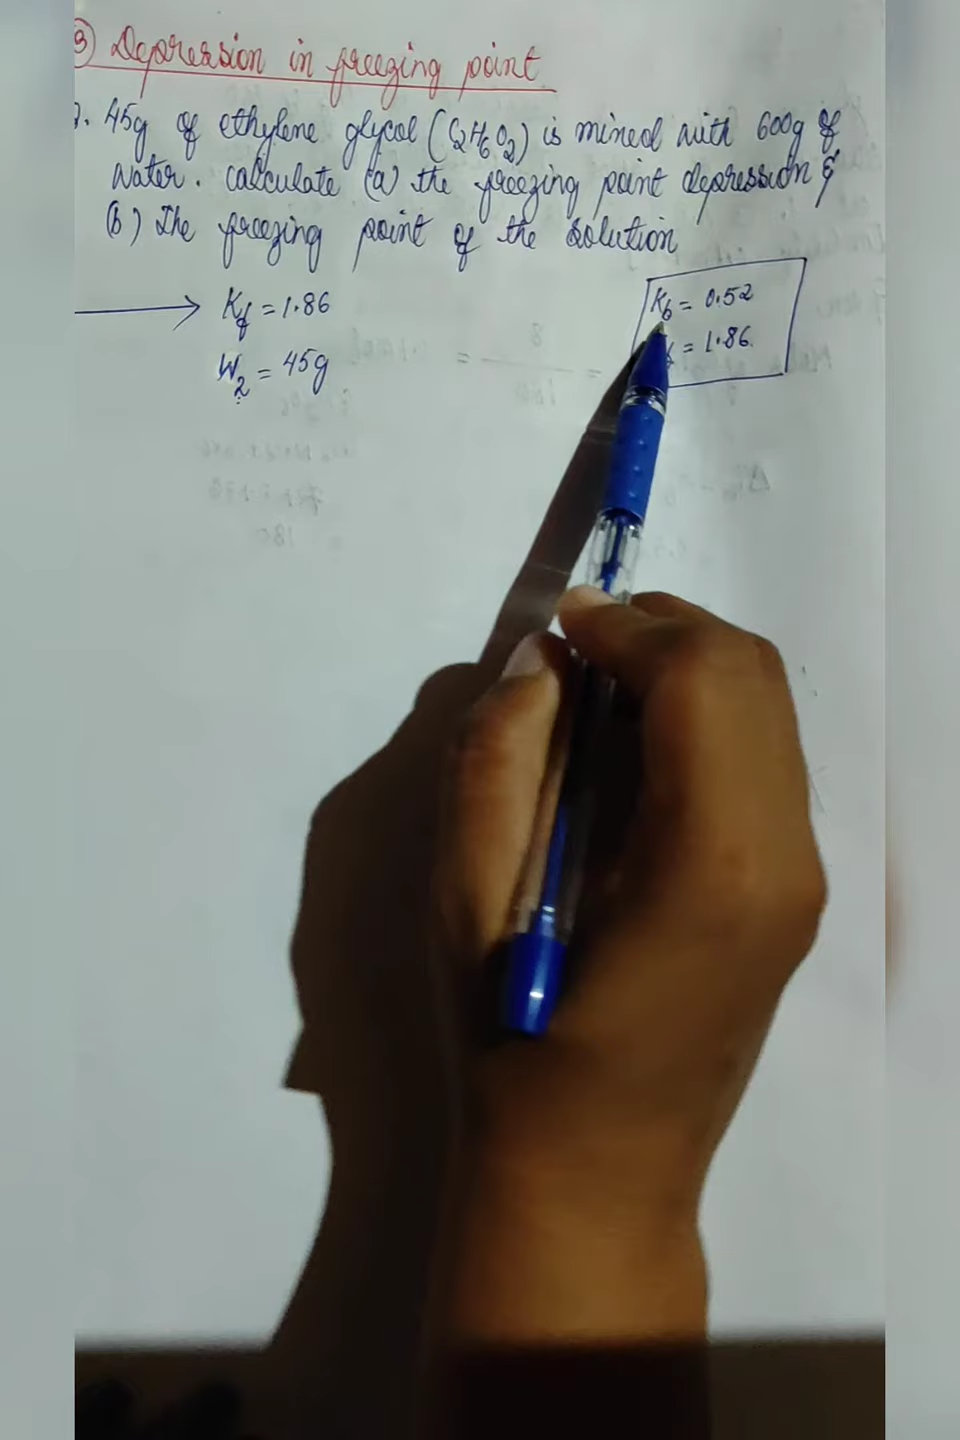 3) Depression in freezing point
2. 45g of ethylene glycol (C2H6O2) is mixed with 600g of
water. calculate (a) the freezing point depression &
(b) The freezing point of the solution
Kf = 1.86
W2 = 45g
Kb = 0.52
= 1.86